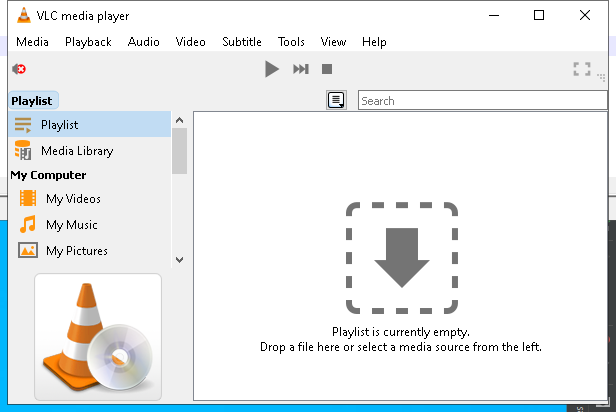 VLC media player
Media Playback Audio Video Subtitle Tools View Help
Playlist
Search
Playlist
Media Library
My Computer
My Videos
My Music
My Pictures
Playlist is currently empty.
Drop a file here or select a media source from the left.